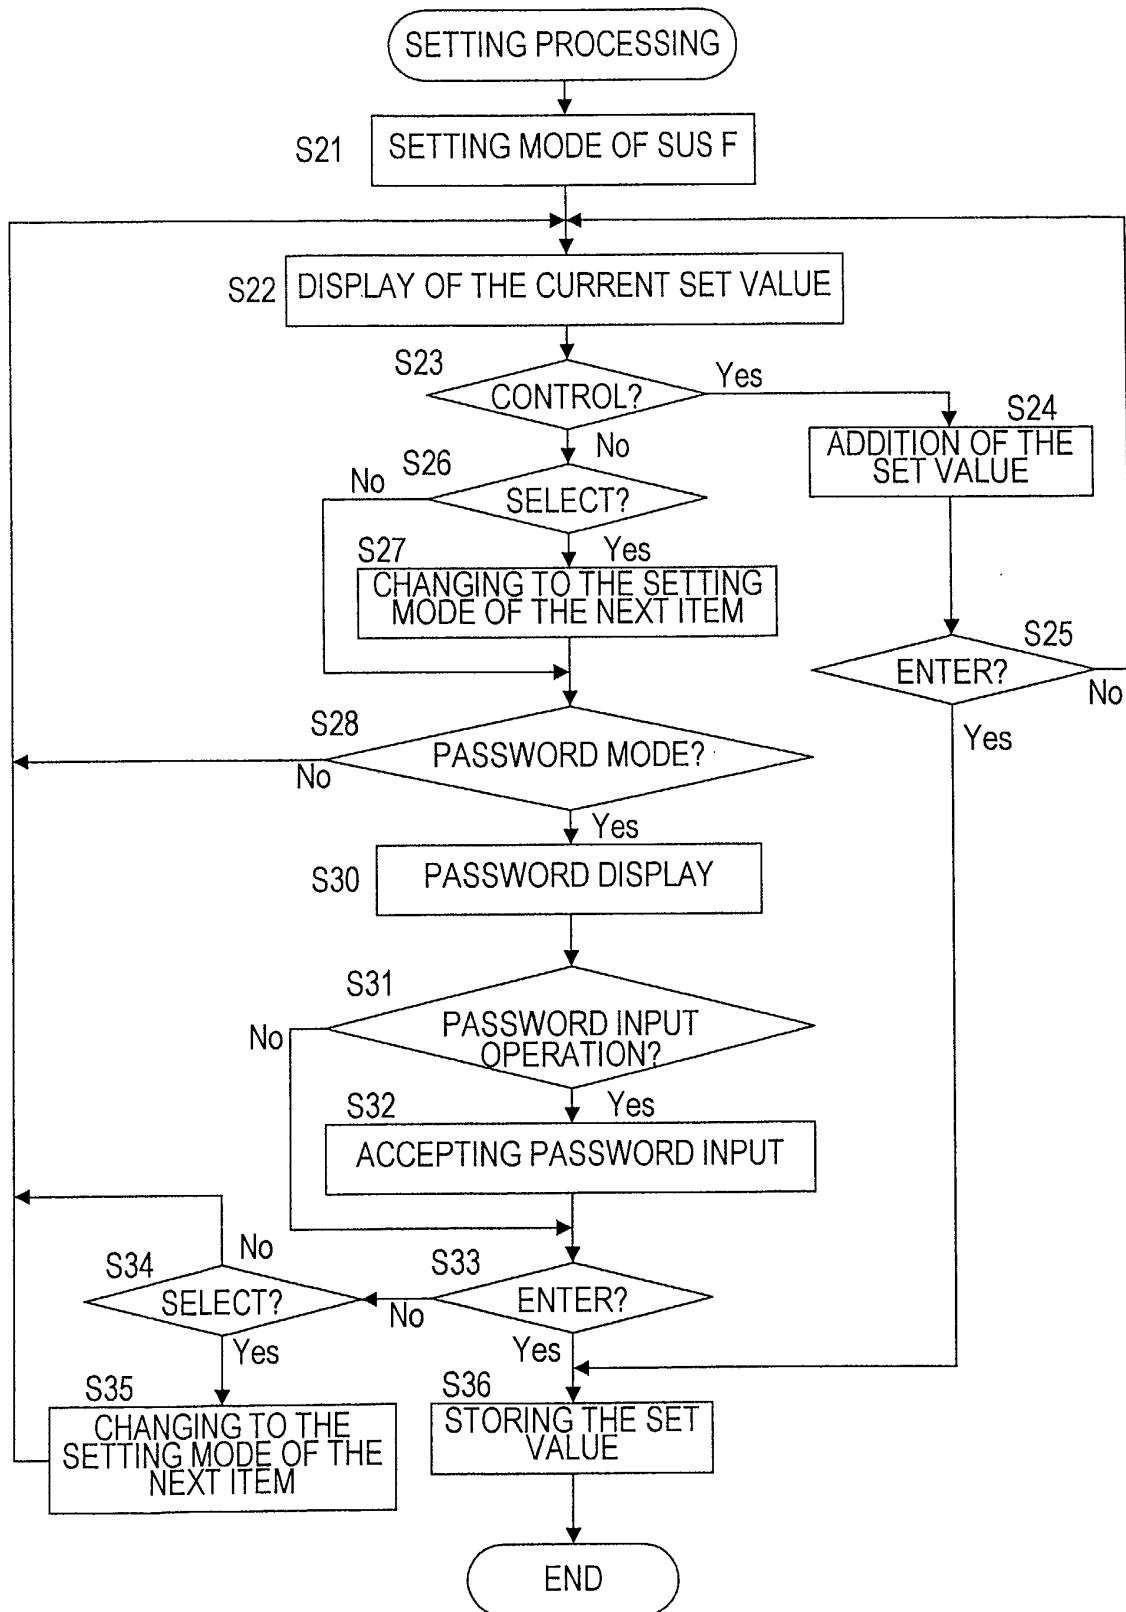 SETTING PROCESSING
S21
SETTING MODE OF SUS F
S22
DISPLAY OF THE CURRENT SET VALUE
S23
CONTROL?
Yes
No
S24
ADDITION OF THE
SET VALUE
S26
SELECT?
No
Yes
S27
CHANGING TO THE SETTING
MODE OF THE NEXT ITEM
S25
ENTER?
No
Yes
S28
PASSWORD MODE?
No
Yes
S30
PASSWORD DISPLAY
S31
PASSWORD INPUT
OPERATION?
No
Yes
S32
ACCEPTING PASSWORD INPUT
S33
ENTER?
No
Yes
S34
SELECT?
No
Yes
S35
CHANGING TO THE
SETTING MODE OF THE
NEXT ITEM
S36
STORING THE SET
VALUE
END